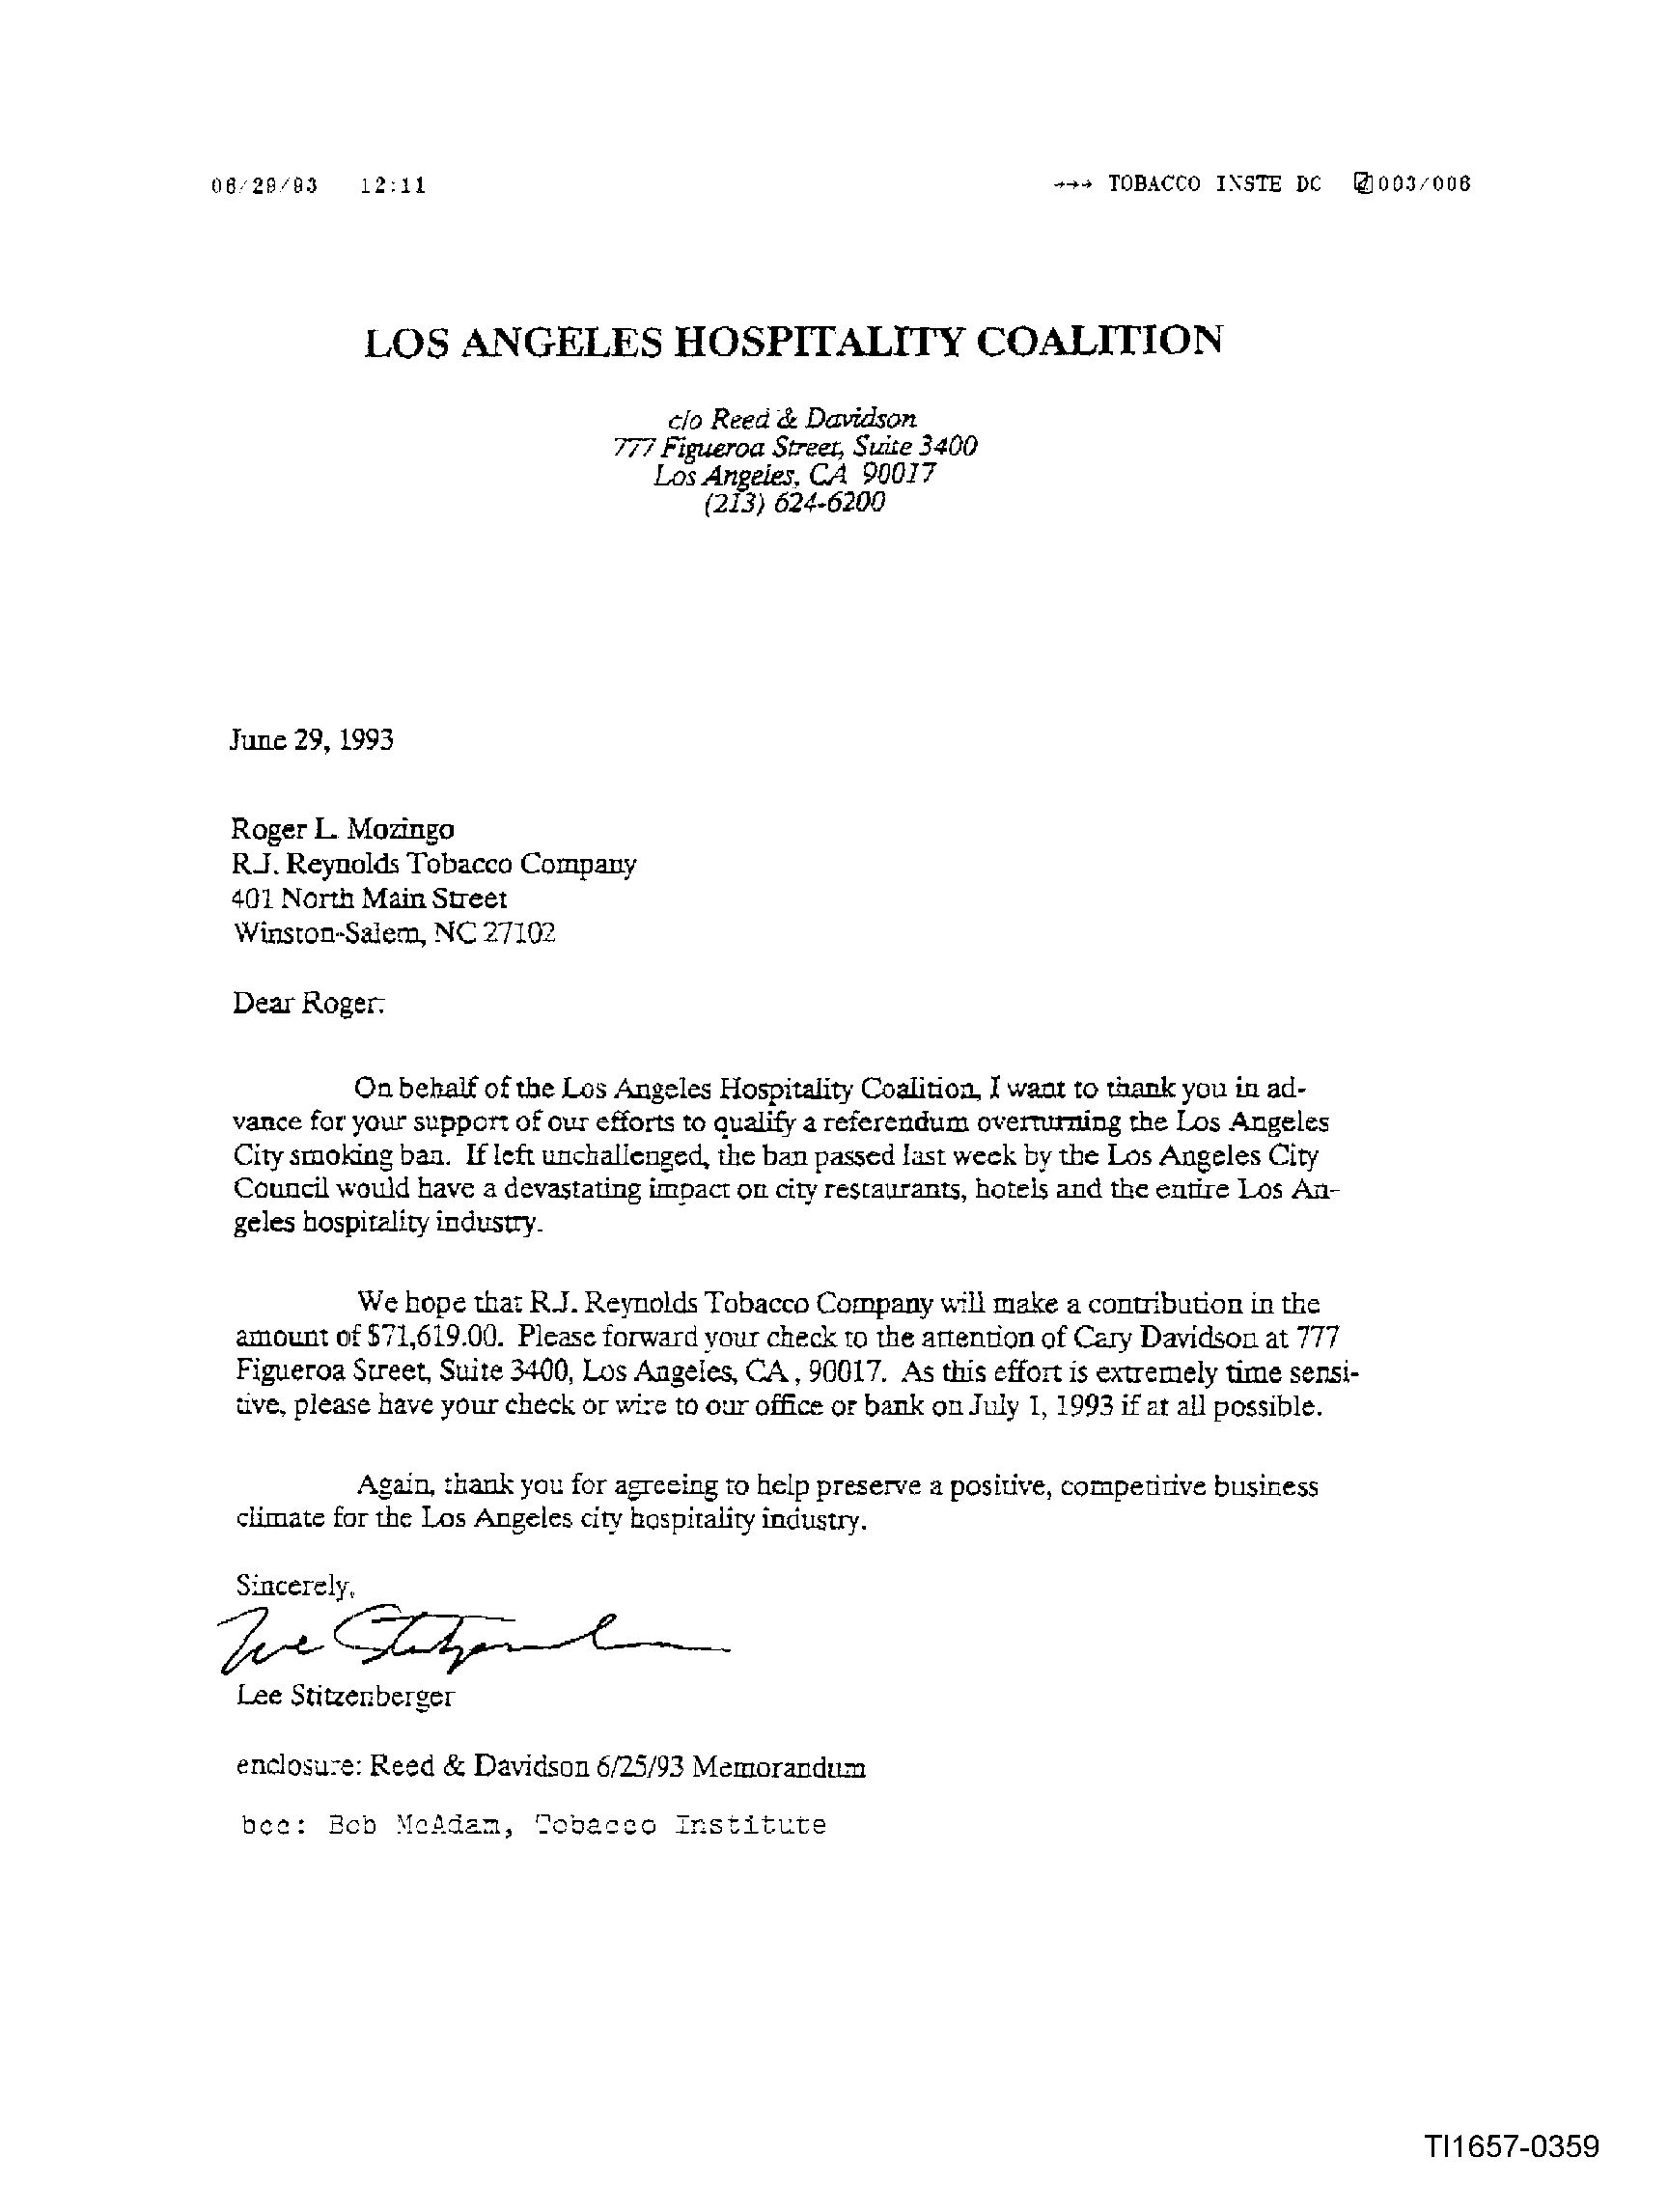 06/29/93 12:11 →→→ TOBACCO INSTE DC 003/006
LOS ANGELES HOSPITALITY COALITION
c/o Reed & Davidson
777 Figueroa Street, Suite 3400
Los Angeles, CA 90017
(213) 624-6200
June 29, 1993
Roger L. Mozingo
R.J. Reynolds Tobacco Company
401 North Main Street
Winston-Salem, NC 27102
Dear Roger:
On behalf of the Los Angeles Hospitality Coalition, I want to thank you in ad-
vance for your support of our efforts to qualify a referendum overturning the Los Angeles
City smoking ban. If left unchallenged, the ban passed last week by the Los Angeles City
Council would have a devastating impact on city restaurants, hotels and the entire Los An-
geles hospitality industry.
We hope that R.J. Reynolds Tobacco Company will make a contribution in the
amount of $71,619.00. Please forward your check to the attention of Cary Davidson at 777
Figueroa Street, Suite 3400, Los Angeles, CA, 90017. As this effort is extremely time sensi-
tive, please have your check or wire to our office or bank on July 1, 1993 if at all possible.
Again, thank you for agreeing to help preserve a positive, competitive business
climate for the Los Angeles city hospitality industry.
Sincerely,
Lee Stitzenberger
enclosure: Reed & Davidson 6/25/93 Memorandum
bcc: Bob McAdam, Tobacco Institute
TI1657-0359